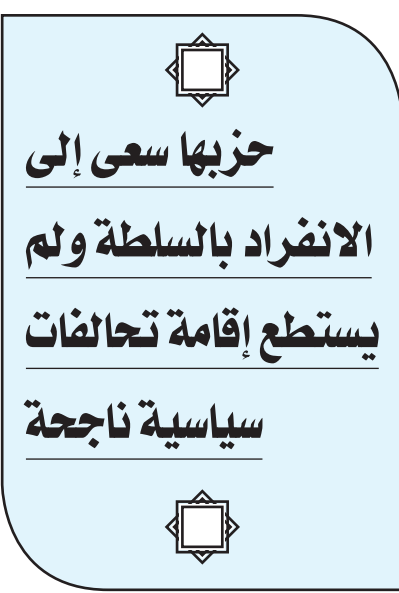 حزبها سعى إلى
الانفراد بالسلطة ولم
يستطع إقامة تحالفات
سياسية ناجحة